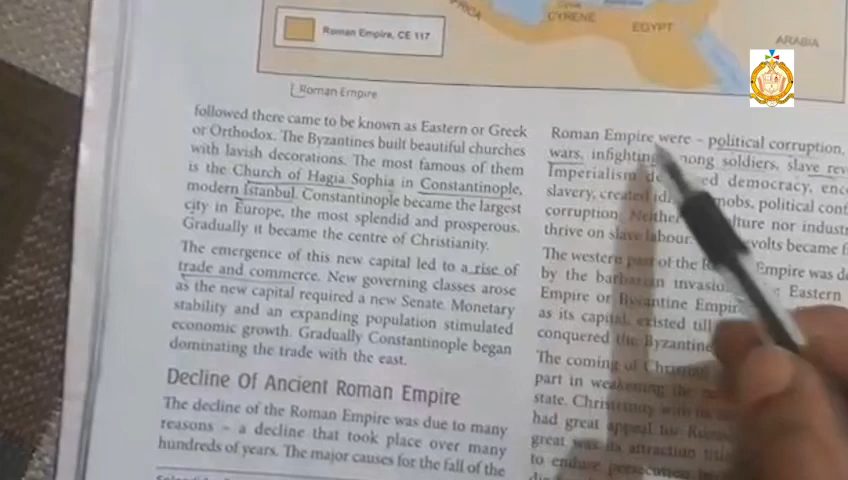 CYRENE
EGYPT
ARABIA
Roman Empire, CE 117
Roman Empire
followed there came to be known as Eastern or Greek
or Orthodox. The Byzantines built beautiful churches
with lavish decorations. The most famous of them
is the Church of Hagia Sophia in Constantinople,
modern Istanbul. Constantinople became the largest
city in Europe, the most splendid and prosperous.
Gradually it became the centre of Christianity.
The emergence of this new capital led to a rise of
trade and commerce. New governing classes arose
as the new capital required a new Senate. Monetary
stability and an expanding population stimulated
economic growth. Gradually Constantinople began
dominating the trade with the east.
Decline Of Ancient Roman Empire
The decline of the Roman Empire was due to many
reasons – a decline that took place over many
hundreds of years. The major causes for the fall of the
Roman Empire were – political corruption,
wars, infighting among soldiers, slave
Imperialism democracy,
slavery, created mobs, political
corruption. Neither nor
thrive on slave labour. became
The western part of the Empire was
by the barbarian Eastern
Empire or Byzantine
as its capital, existed
conquered the Byzantine
The coming of
part in weakening the
state. Christianity with its
had great appeal for
great was its attraction
to endure persecution